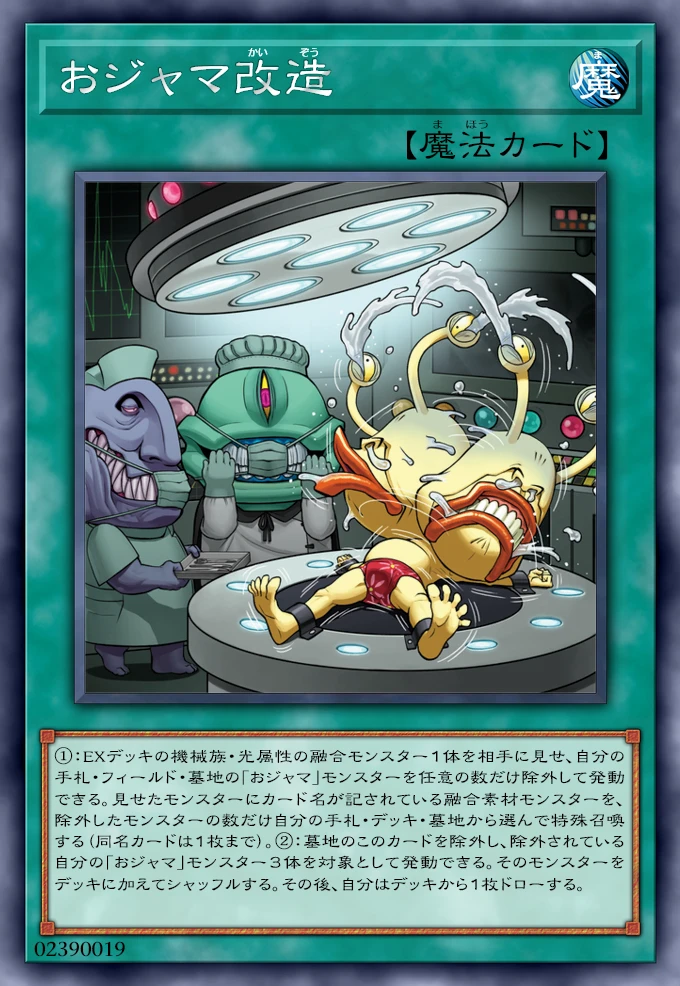 おジャマ改造
かい ぞう
魔
ま
【魔法カード】
ま ほう
①:EXデッキの機械族・光属性の融合モンスター1体を相手に見せ、自分の
手札・フィールド・墓地の「おジャマ」モンスターを任意の数だけ除外して発動
できる。見せたモンスターにカード名が記されている融合素材モンスターを、
除外したモンスターの数だけ自分の手札・デッキ・墓地から選んで特殊召喚
する(同名カードは1枚まで)。②:墓地のこのカードを除外し、除外されている
自分の「おジャマ」モンスター3体を対象として発動できる。そのモンスターを
デッキに加えてシャッフルする。その後、自分はデッキから1枚ドローする。
02390019